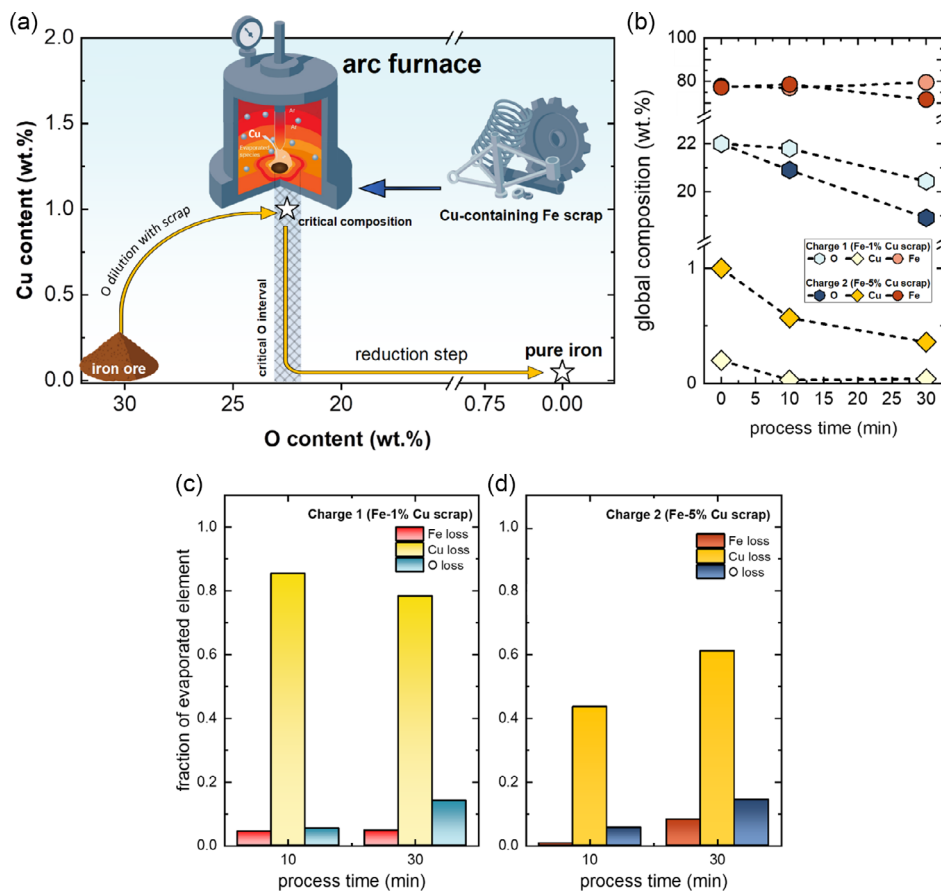 (a)
2.0
1.5
1.0
0.5
0.0
Cu content (wt.%)
arc furnace
Ar
Ar
Cu
Cu-containing Fe scrap
critical composition
O dilution with scrap
critical O interval
iron ore
reduction step
pure iron
30
25
20
0.75
0.00
O content (wt.%)
(b)
100
80
22
20
1
0
global composition (wt.%)
Charge 1 (Fe-1% Cu scrap)
O Cu Fe
Charge 2 (Fe-5% Cu scrap)
O Cu Fe
0 5 10 15 20 25 30
process time (min)
(c)
1.0
0.8
0.6
0.4
0.2
0.0
fraction of evaporated element
Charge 1 (Fe-1% Cu scrap)
Fe loss
Cu loss
O loss
10
30
process time (min)
(d)
1.0
0.8
0.6
0.4
0.2
0.0
Charge 2 (Fe-5% Cu scrap)
Fe loss
Cu loss
O loss
10
30
process time (min)